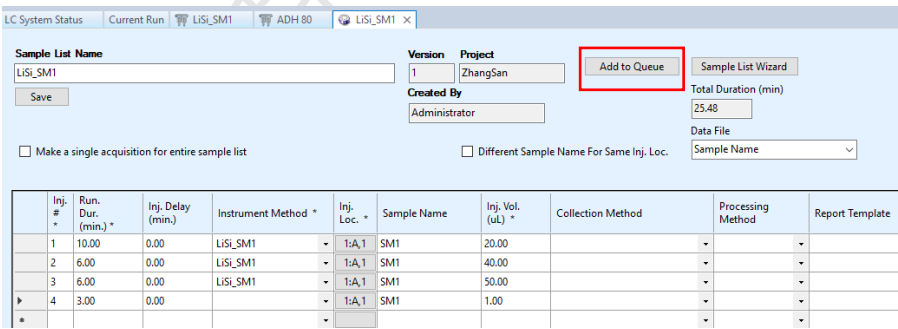 LC System Status Current Run LiSi_SM1 ADH 80 LiSi_SM1 ×
Sample List Name Version Project
LiSi_SM1 1 ZhangSan Add to Queue Sample List Wizard
Save Created By Total Duration (min)
Administrator 25.48
Data File
Make a single acquisition for entire sample list Different Sample Name For Same Inj. Loc. Sample Name
Inj. # * Run. Dur. (min.) * Inj. Delay (min.) Instrument Method * Inj. Loc. * Sample Name Inj. Vol. (uL) * Collection Method Processing Method Report Template
1 10.00 0.00 LiSi_SM1 1:A,1 SM1 20.00
2 6.00 0.00 LiSi_SM1 1:A,1 SM1 40.00
3 6.00 0.00 LiSi_SM1 1:A,1 SM1 50.00
4 3.00 0.00 1:A,1 SM1 1.00